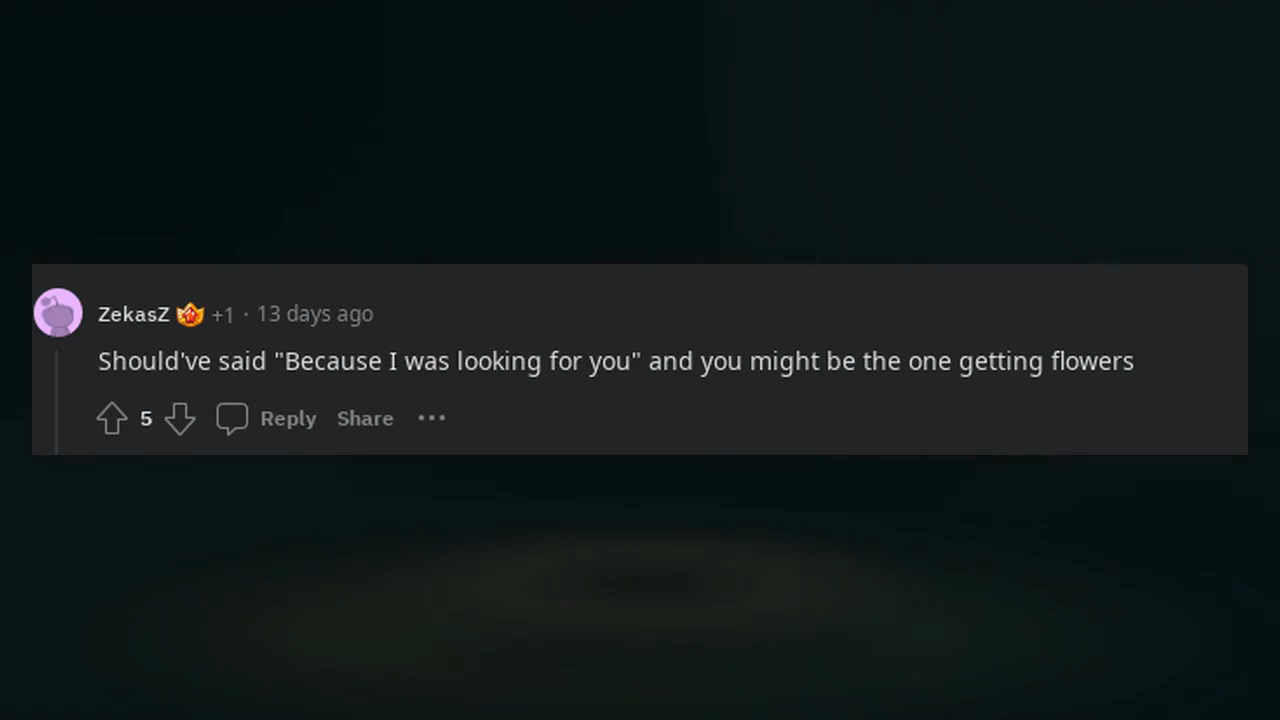 ZekasZ +1 · 13 days ago
Should've said "Because I was looking for you" and you might be the one getting flowers
5 Reply Share ···